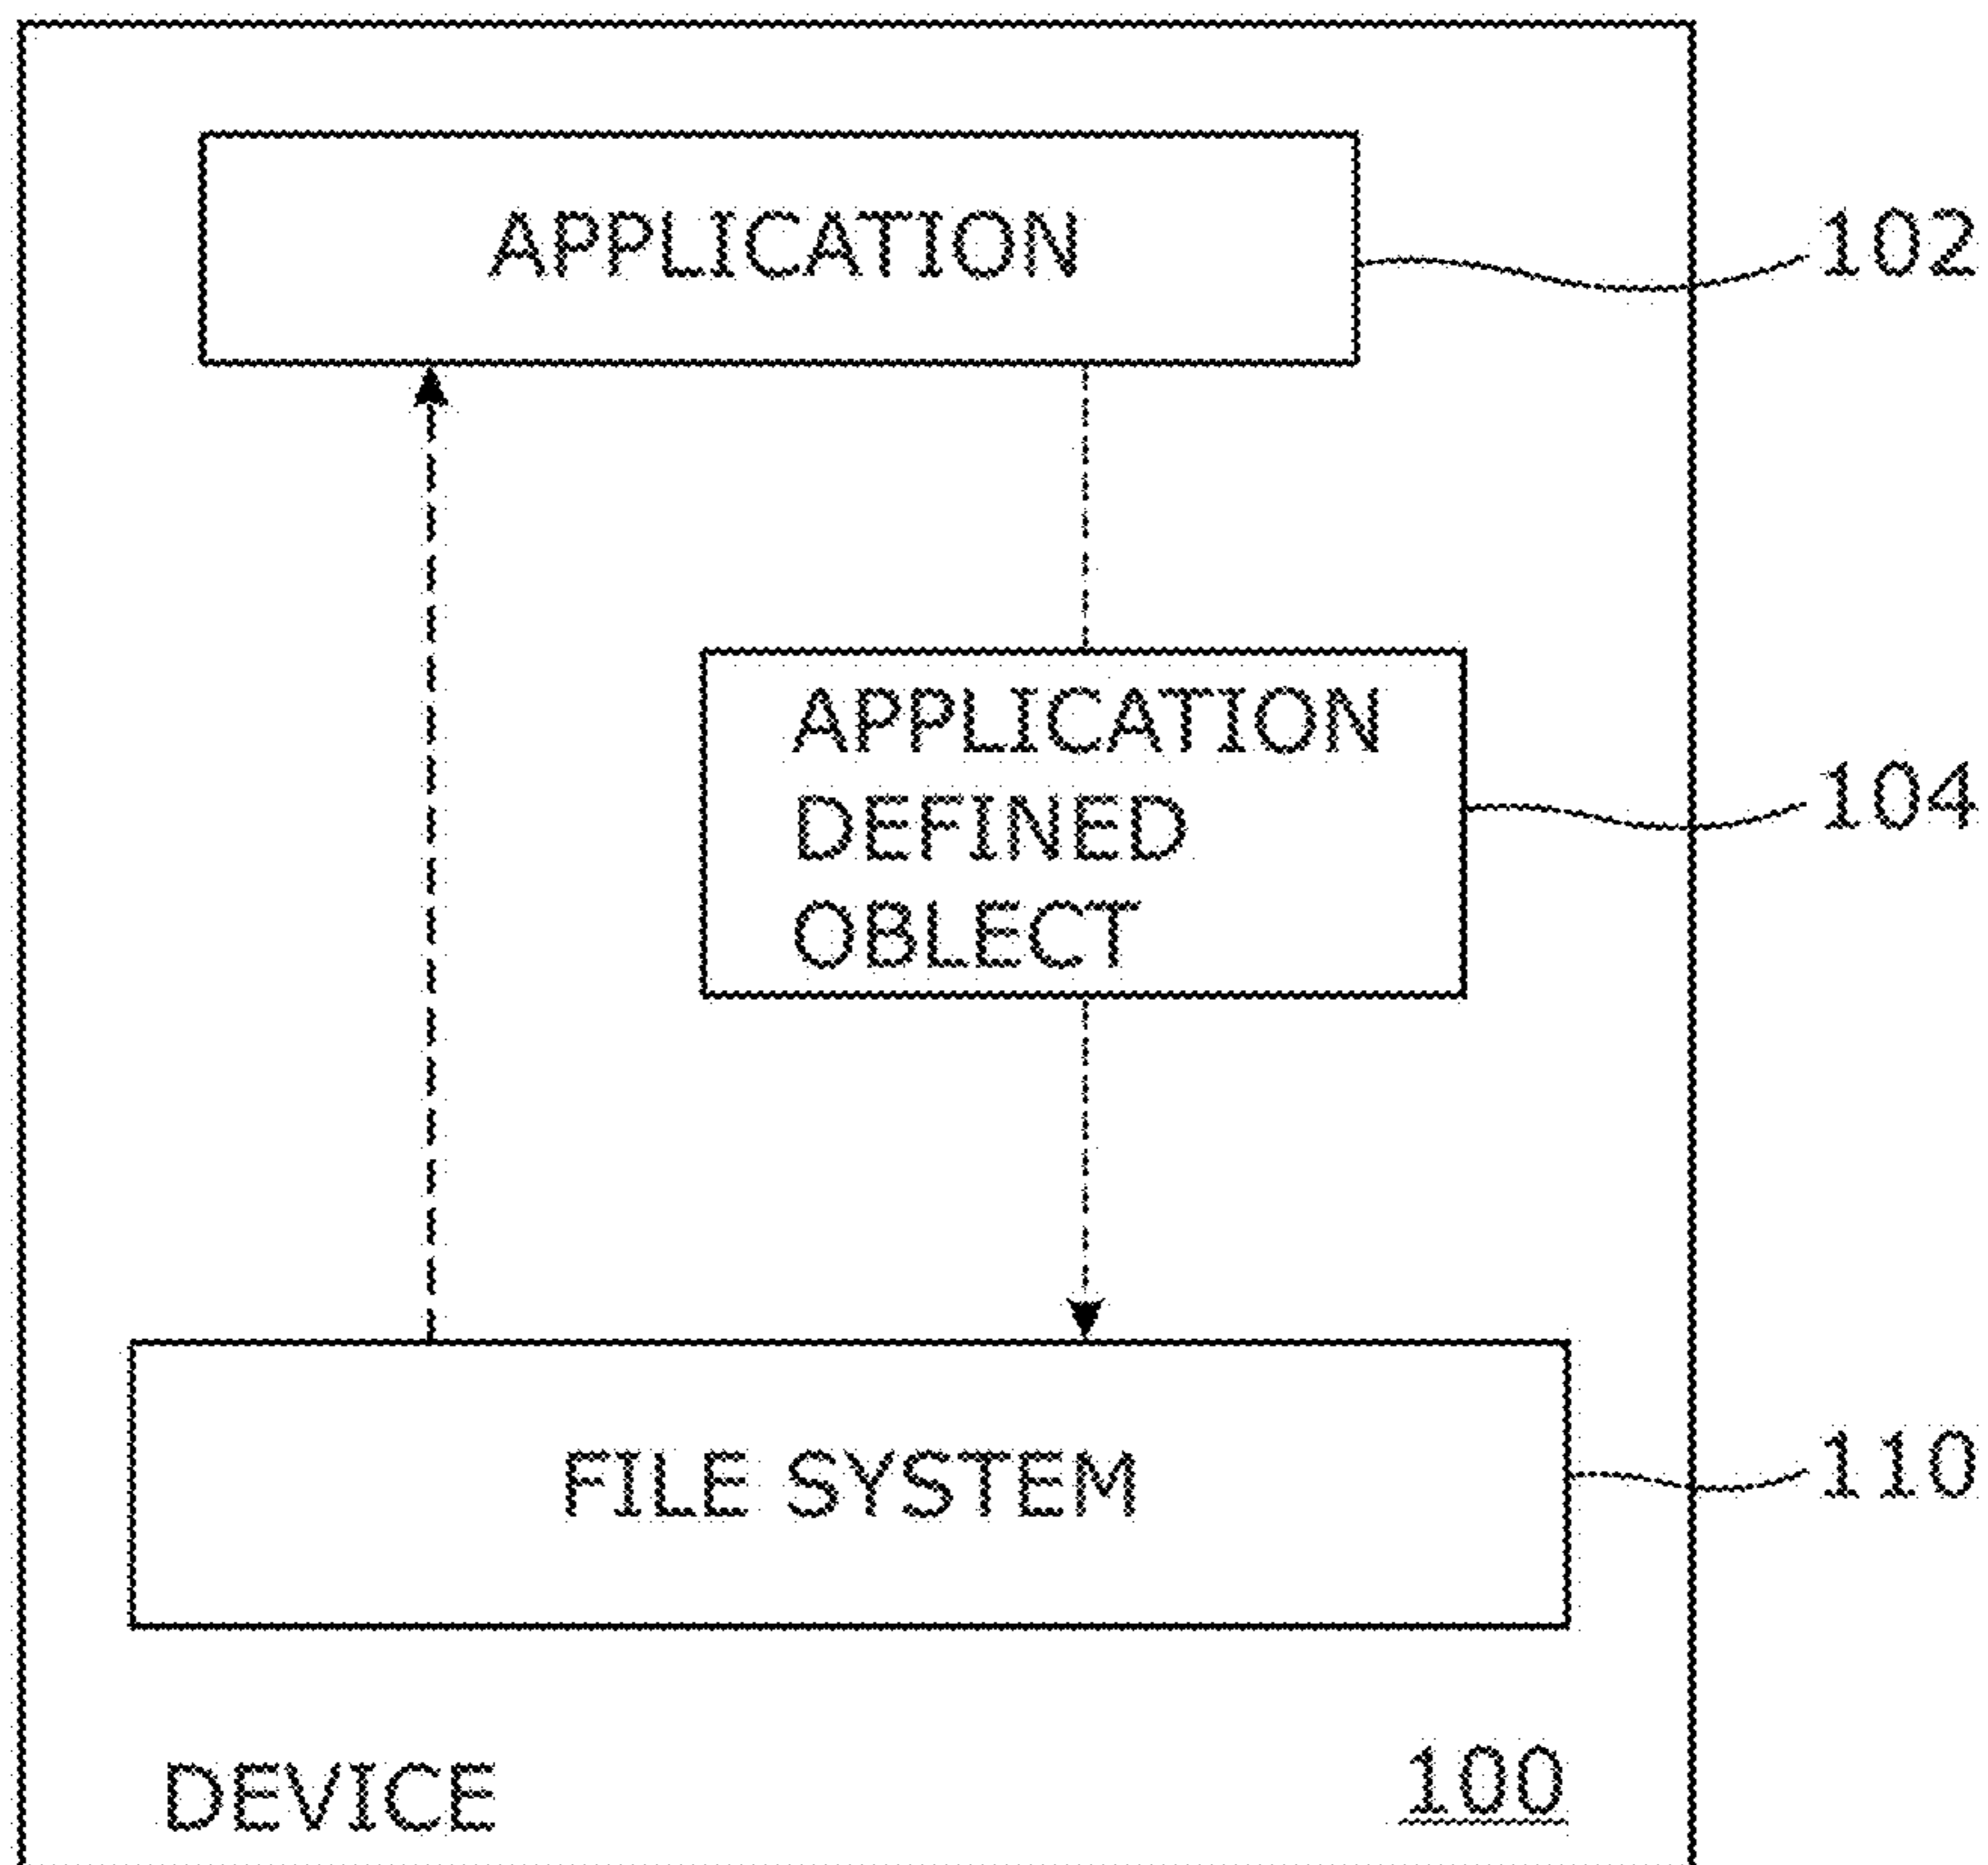 APPLICATION
102
APPLICATION
DEFINED
OBLECT
104
FILE SYSTEM
110
DEVICE
100